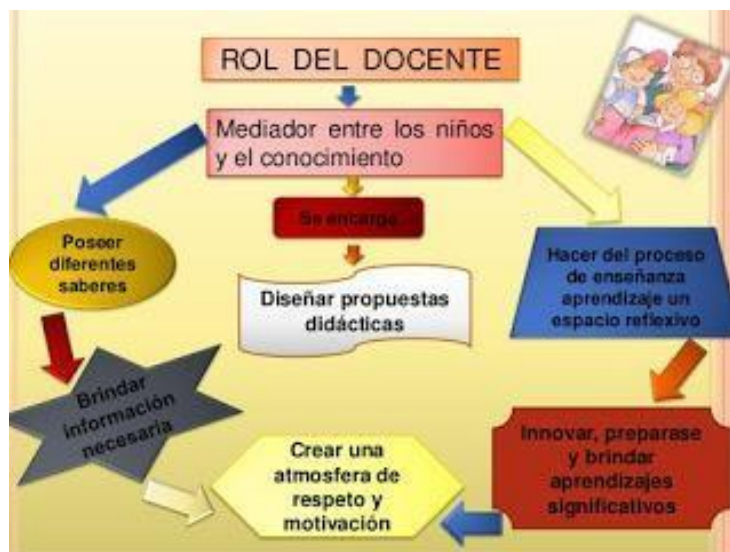 ROL DEL DOCENTE
Mediador entre los niños
y el conocimiento
Se encarga
Poseer
diferentes
saberes
Diseñar propuestas
didácticas
Hacer del proceso
de enseñanza
aprendizaje un
espacio reflexivo
Brindar
información
necesaria
Crear una
atmosfera de
respeto y
motivación
Innovar, preparase
y brindar
aprendizajes
significativos